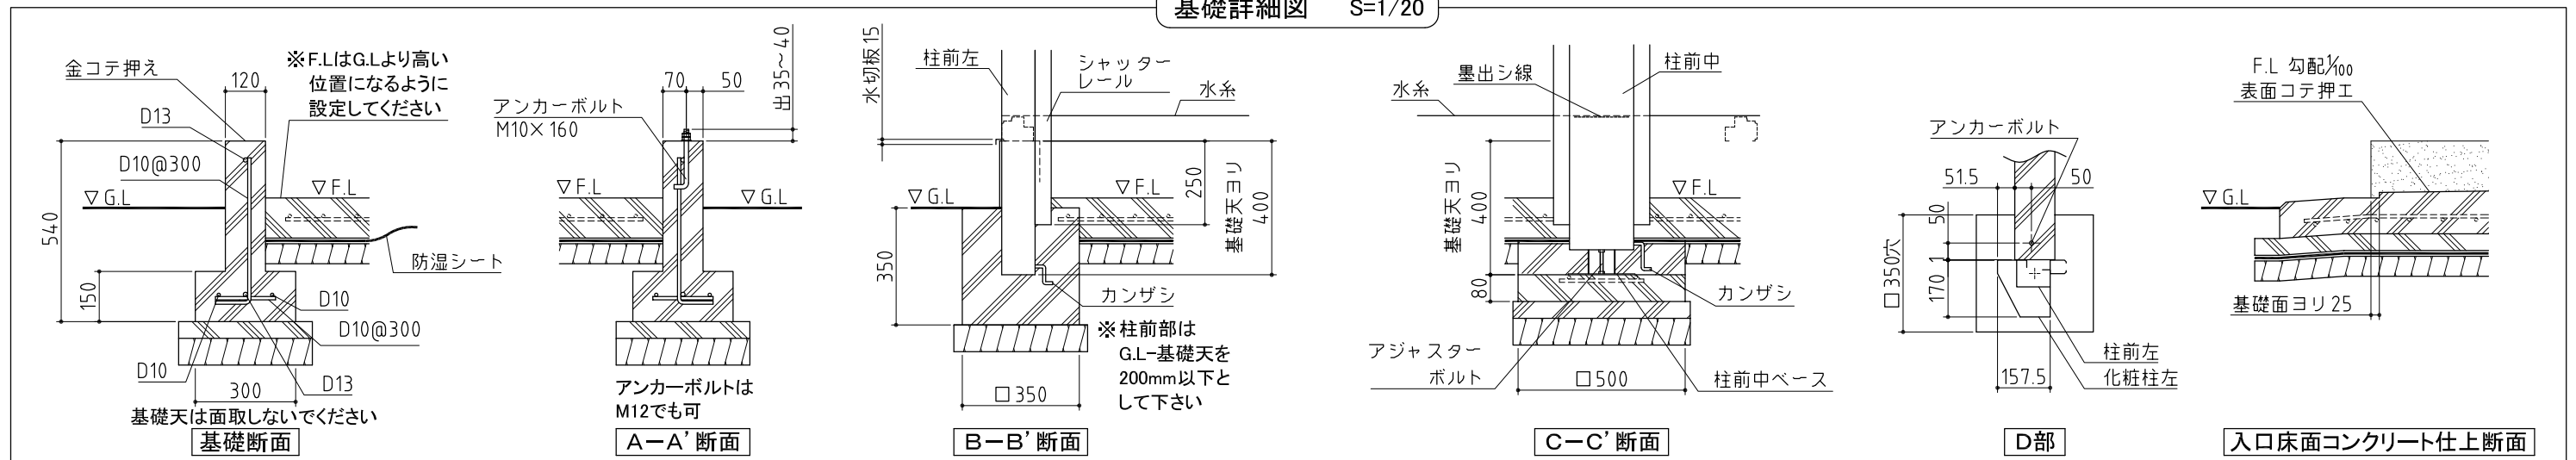 基礎詳細図 S=1/20
金コテ押え
120
※F.LはG.Lより高い
位置になるように
設定してください
D13
D10@300
▽G.L
▽F.L
540
150
防湿シート
D10
D10@300
D10
D13
300
基礎天は面取しないでください
基礎断面
70
50
出35~40
アンカーボルト
M10×160
▽F.L
▽G.L
アンカーボルトは
M12でも可
A-A'断面
水切板15
柱前左
シャッター
レール
水糸
▽G.L
▽F.L
250
400
基礎天ヨリ
350
カンザシ
□350
※柱前部は
G.L-基礎天を
200mm以下と
して下さい
B-B'断面
水糸
墨出シ線
柱前中
基礎天ヨリ
400
▽F.L
80
カンザシ
アジャスター
ボルト
□500
柱前中ベース
C-C'断面
アンカーボルト
51.5
50
50
1
170
□350穴
柱前左
化粧柱左
157.5
D部
F.L 勾配1/100
表面コテ押エ
▽G.L
基礎面ヨリ25
入口床面コンクリート仕上断面